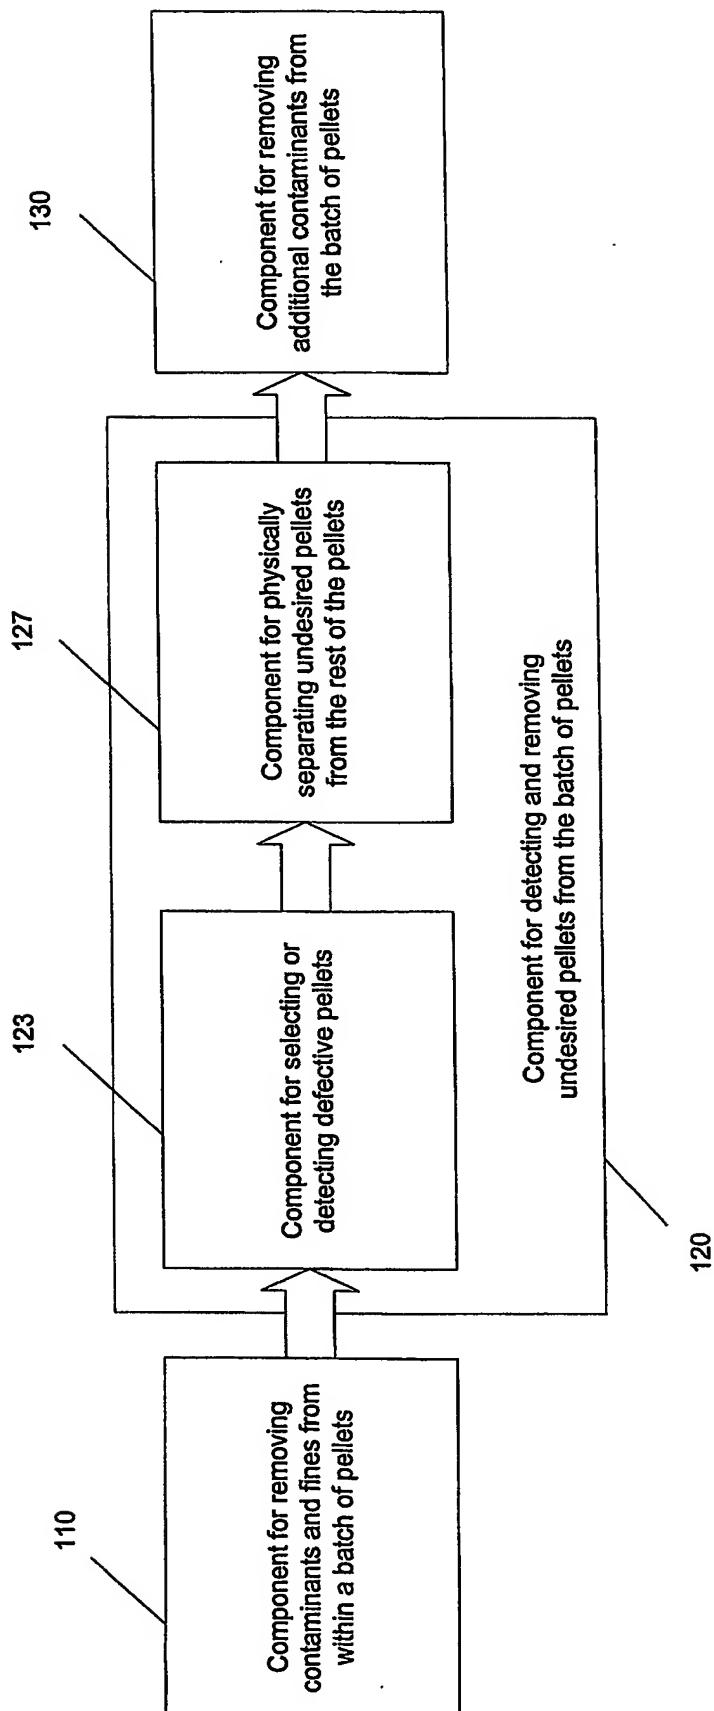 110
Component for removing
contaminants and fines from
within a batch of pellets
123
Component for selecting or
detecting defective pellets
127
Component for physically
separating undesired pellets
from the rest of the pellets
Component for detecting and removing
undesired pellets from the batch of pellets
120
130
Component for removing
additional contaminants from
the batch of pellets